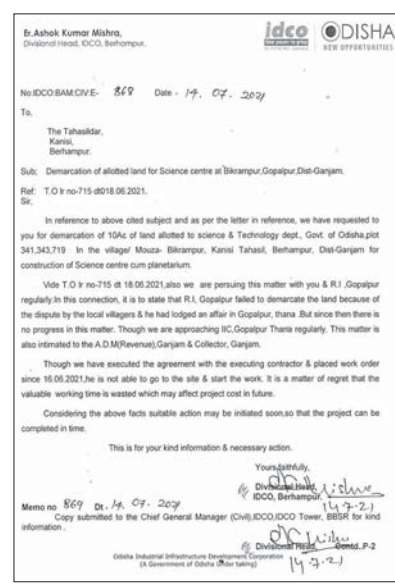 Er.Ashok Kumar Mishra,
Divisional Head, IDCO, Berhampur.
idco
ODISHA
NEW OPPORTUNITIES
No:IDCO:BAM:CIV:E- 868 Date - 14. 07. 2021
To,
The Tahasildar,
Kanisi,
Berhampur.
Sub; Demarcation of allotted land for Science centre at Bikrampur,Gopalpur,Dist-Ganjam.
Ref: T.O lr no-715 dt018.06.2021.
Sir,
In reference to above cited subject and as per the letter in reference, we have requested to
you for demarcation of 10Ac of land allotted to science & Technology dept., Govt. of Odisha,plot
341,343,719 In the village/ Mouza- Bikrampur, Kanisi Tahasil, Berhampur, Dist-Ganjam for
construction of Science centre cum planetarium.
Vide T.O lr no-715 dt 18.06.2021,also we are persuing this matter with you & R.I ,Gopalpur
regularly.In this connection, it is to state that R.I, Gopalpur failed to demarcate the land because of
the dispute by the local villagers & he had lodged an affair in Gopalpur, thana .But since then there is
no progress in this matter. Though we are approaching IIC,Gopalpur Thana regularly. This matter is
also intimated to the A.D.M(Revenue),Ganjam & Collector, Ganjam.
Though we have executed the agreement with the executing contractor & placed work order
since 16.06.2021,he is not able to go to the site & start the work. It is a matter of regret that the
valuable working time is wasted which may affect project cost in future.
Considering the above facts suitable action may be initiated soon,so that the project can be
completed in time.
This is for your kind information & necessary action.
Yours faithfully,
Divisional Head,
IDCO, Berhampur.
14-7-21
Memo no 869 Dt. 14. 07. 2021
Copy submitted to the Chief General Manager (Civil),IDCO,IDCO Tower, BBSR for kind
information .
Divisional Head, Contd..P-2
14-7-21
Odisha Industrial Infrastructure Development Corporation
(A Government of Odisha Undertaking)